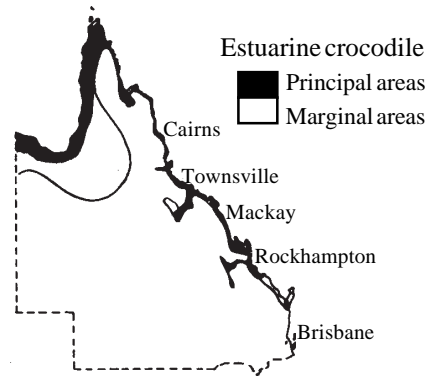 Estuarine crocodile
Principal areas
Marginal areas
Cairns
Townsville
Mackay
Rockhampton
Brisbane